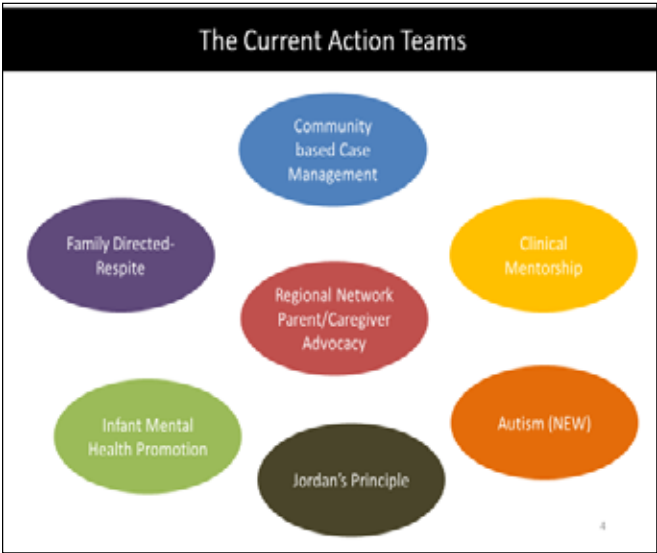 The Current Action Teams
Community
based Case
Management
Family Directed-
Respite
Clinical
Mentorship
Regional Network
Parent/Caregiver
Advocacy
Infant Mental
Health Promotion
Autism (NEW)
Jordan's Principle
4